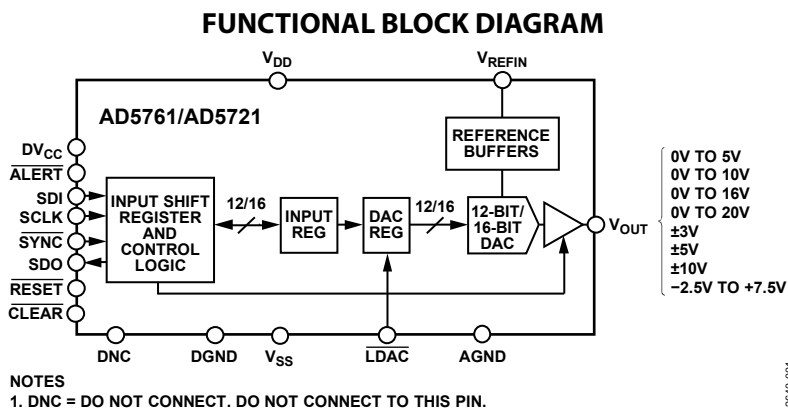 FUNCTIONAL BLOCK DIAGRAM
VDD
VREFIN
AD5761/AD5721
REFERENCE
BUFFERS
DVCC
ALERT
SDI
SCLK
SYNC
SDO
RESET
CLEAR
INPUT SHIFT
REGISTER
AND
CONTROL
LOGIC
12/16
INPUT
REG
DAC
REG
12/16
12-BIT/
16-BIT
DAC
VOUT
0V TO 5V
0V TO 10V
0V TO 16V
0V TO 20V
±3V
±5V
±10V
−2.5V TO +7.5V
DNC
DGND
VSS
LDAC
AGND
NOTES
1. DNC = DO NOT CONNECT. DO NOT CONNECT TO THIS PIN.